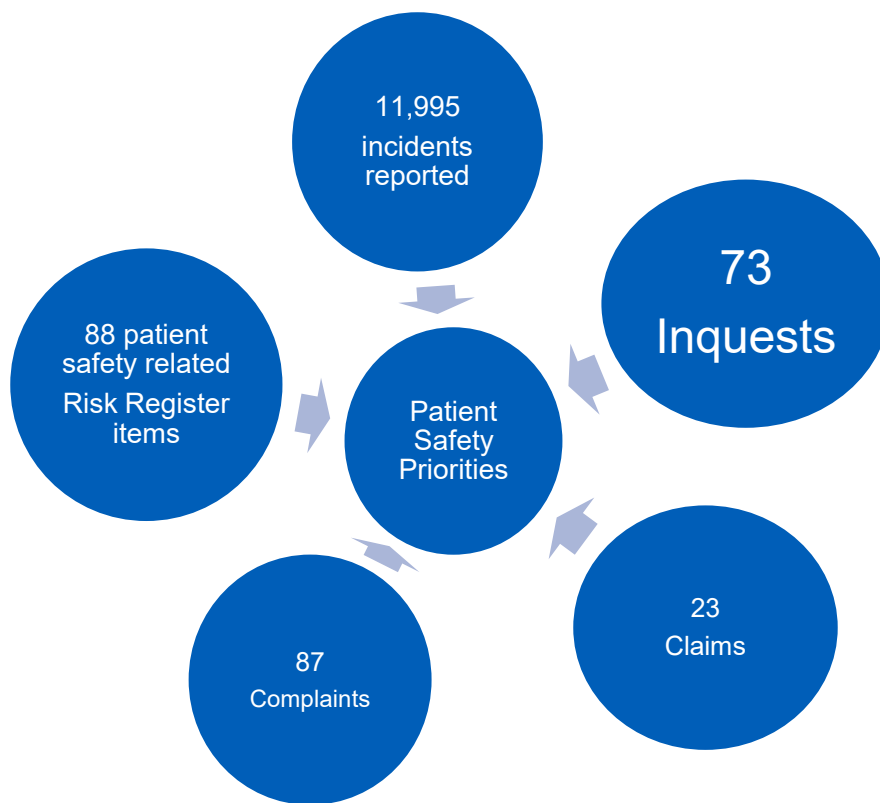 11,995
incidents
reported
73
Inquests
88 patient
safety related
Risk Register
items
Patient
Safety
Priorities
23
Claims
87
Complaints